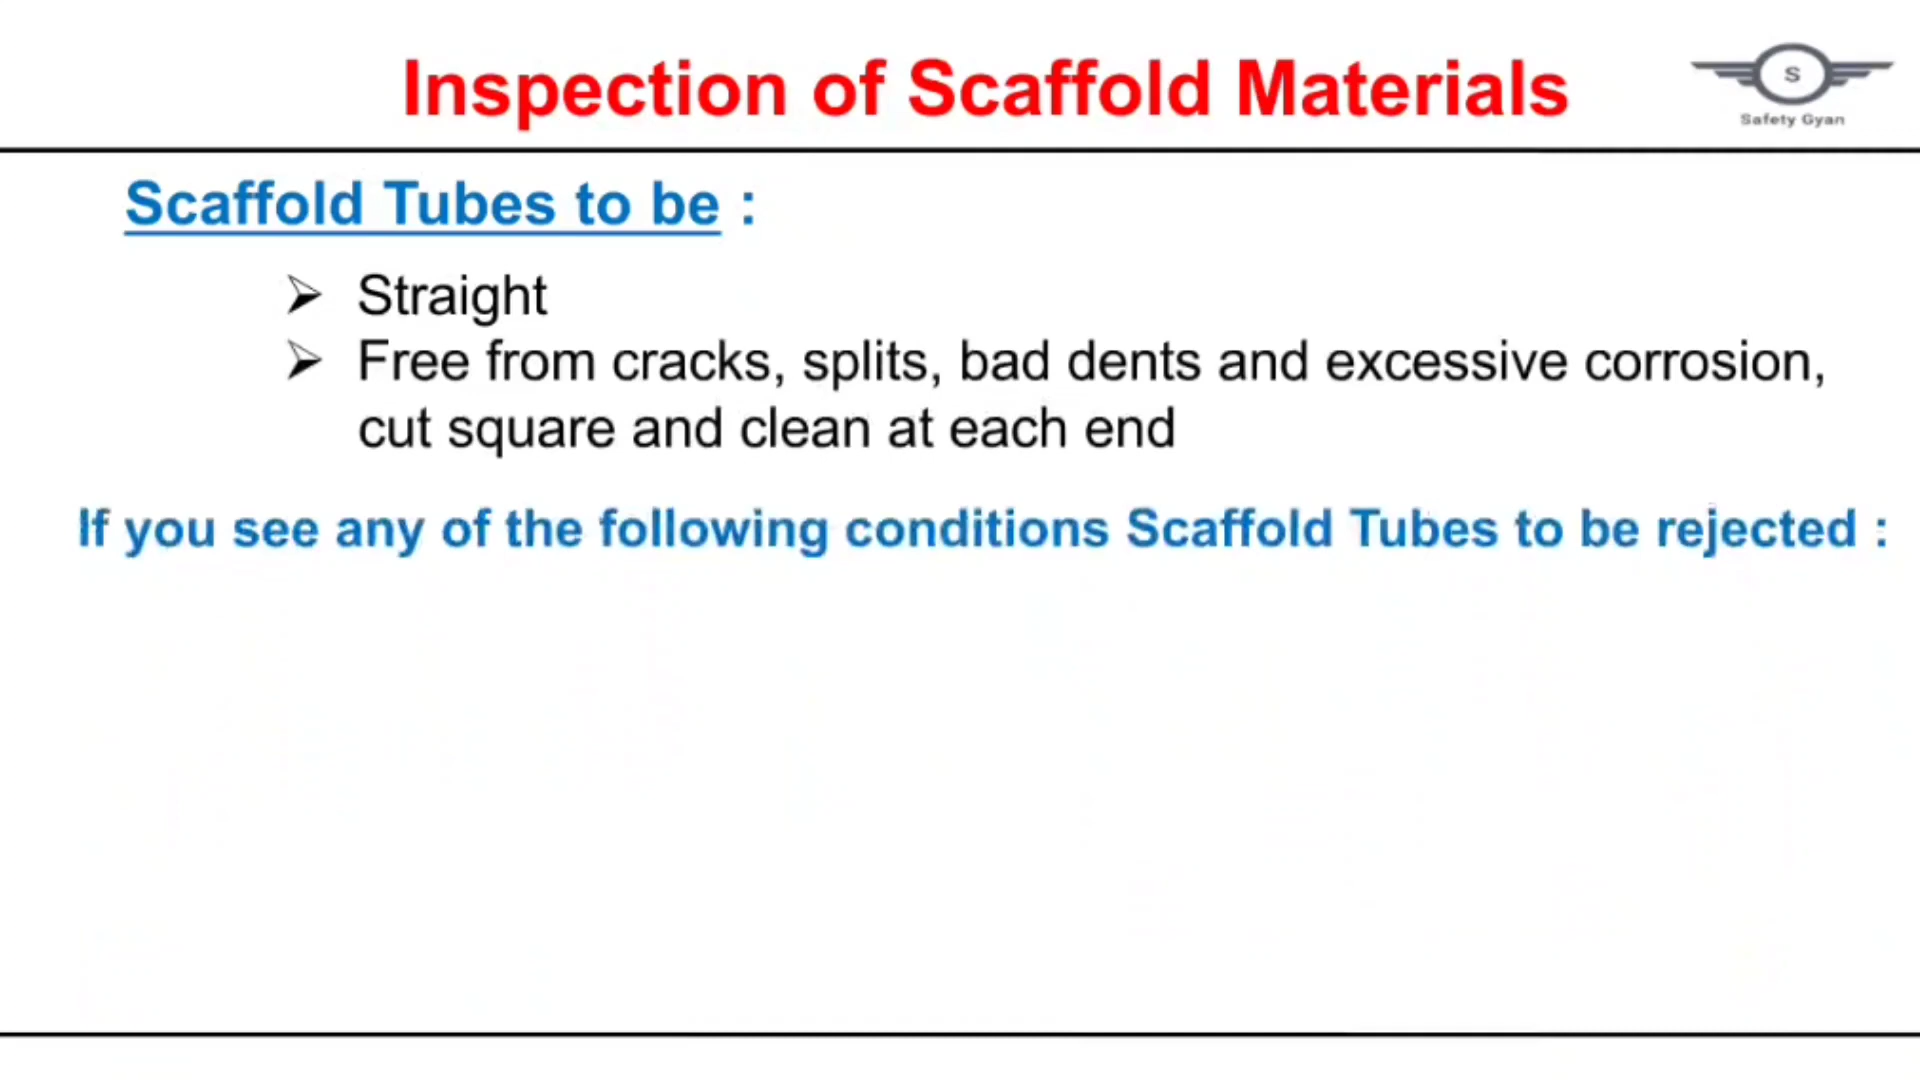 Inspection of Scaffold Materials
S
Safety Gyan
Scaffold Tubes to be :
➢ Straight
➢ Free from cracks, splits, bad dents and excessive corrosion,
cut square and clean at each end
If you see any of the following conditions Scaffold Tubes to be rejected :